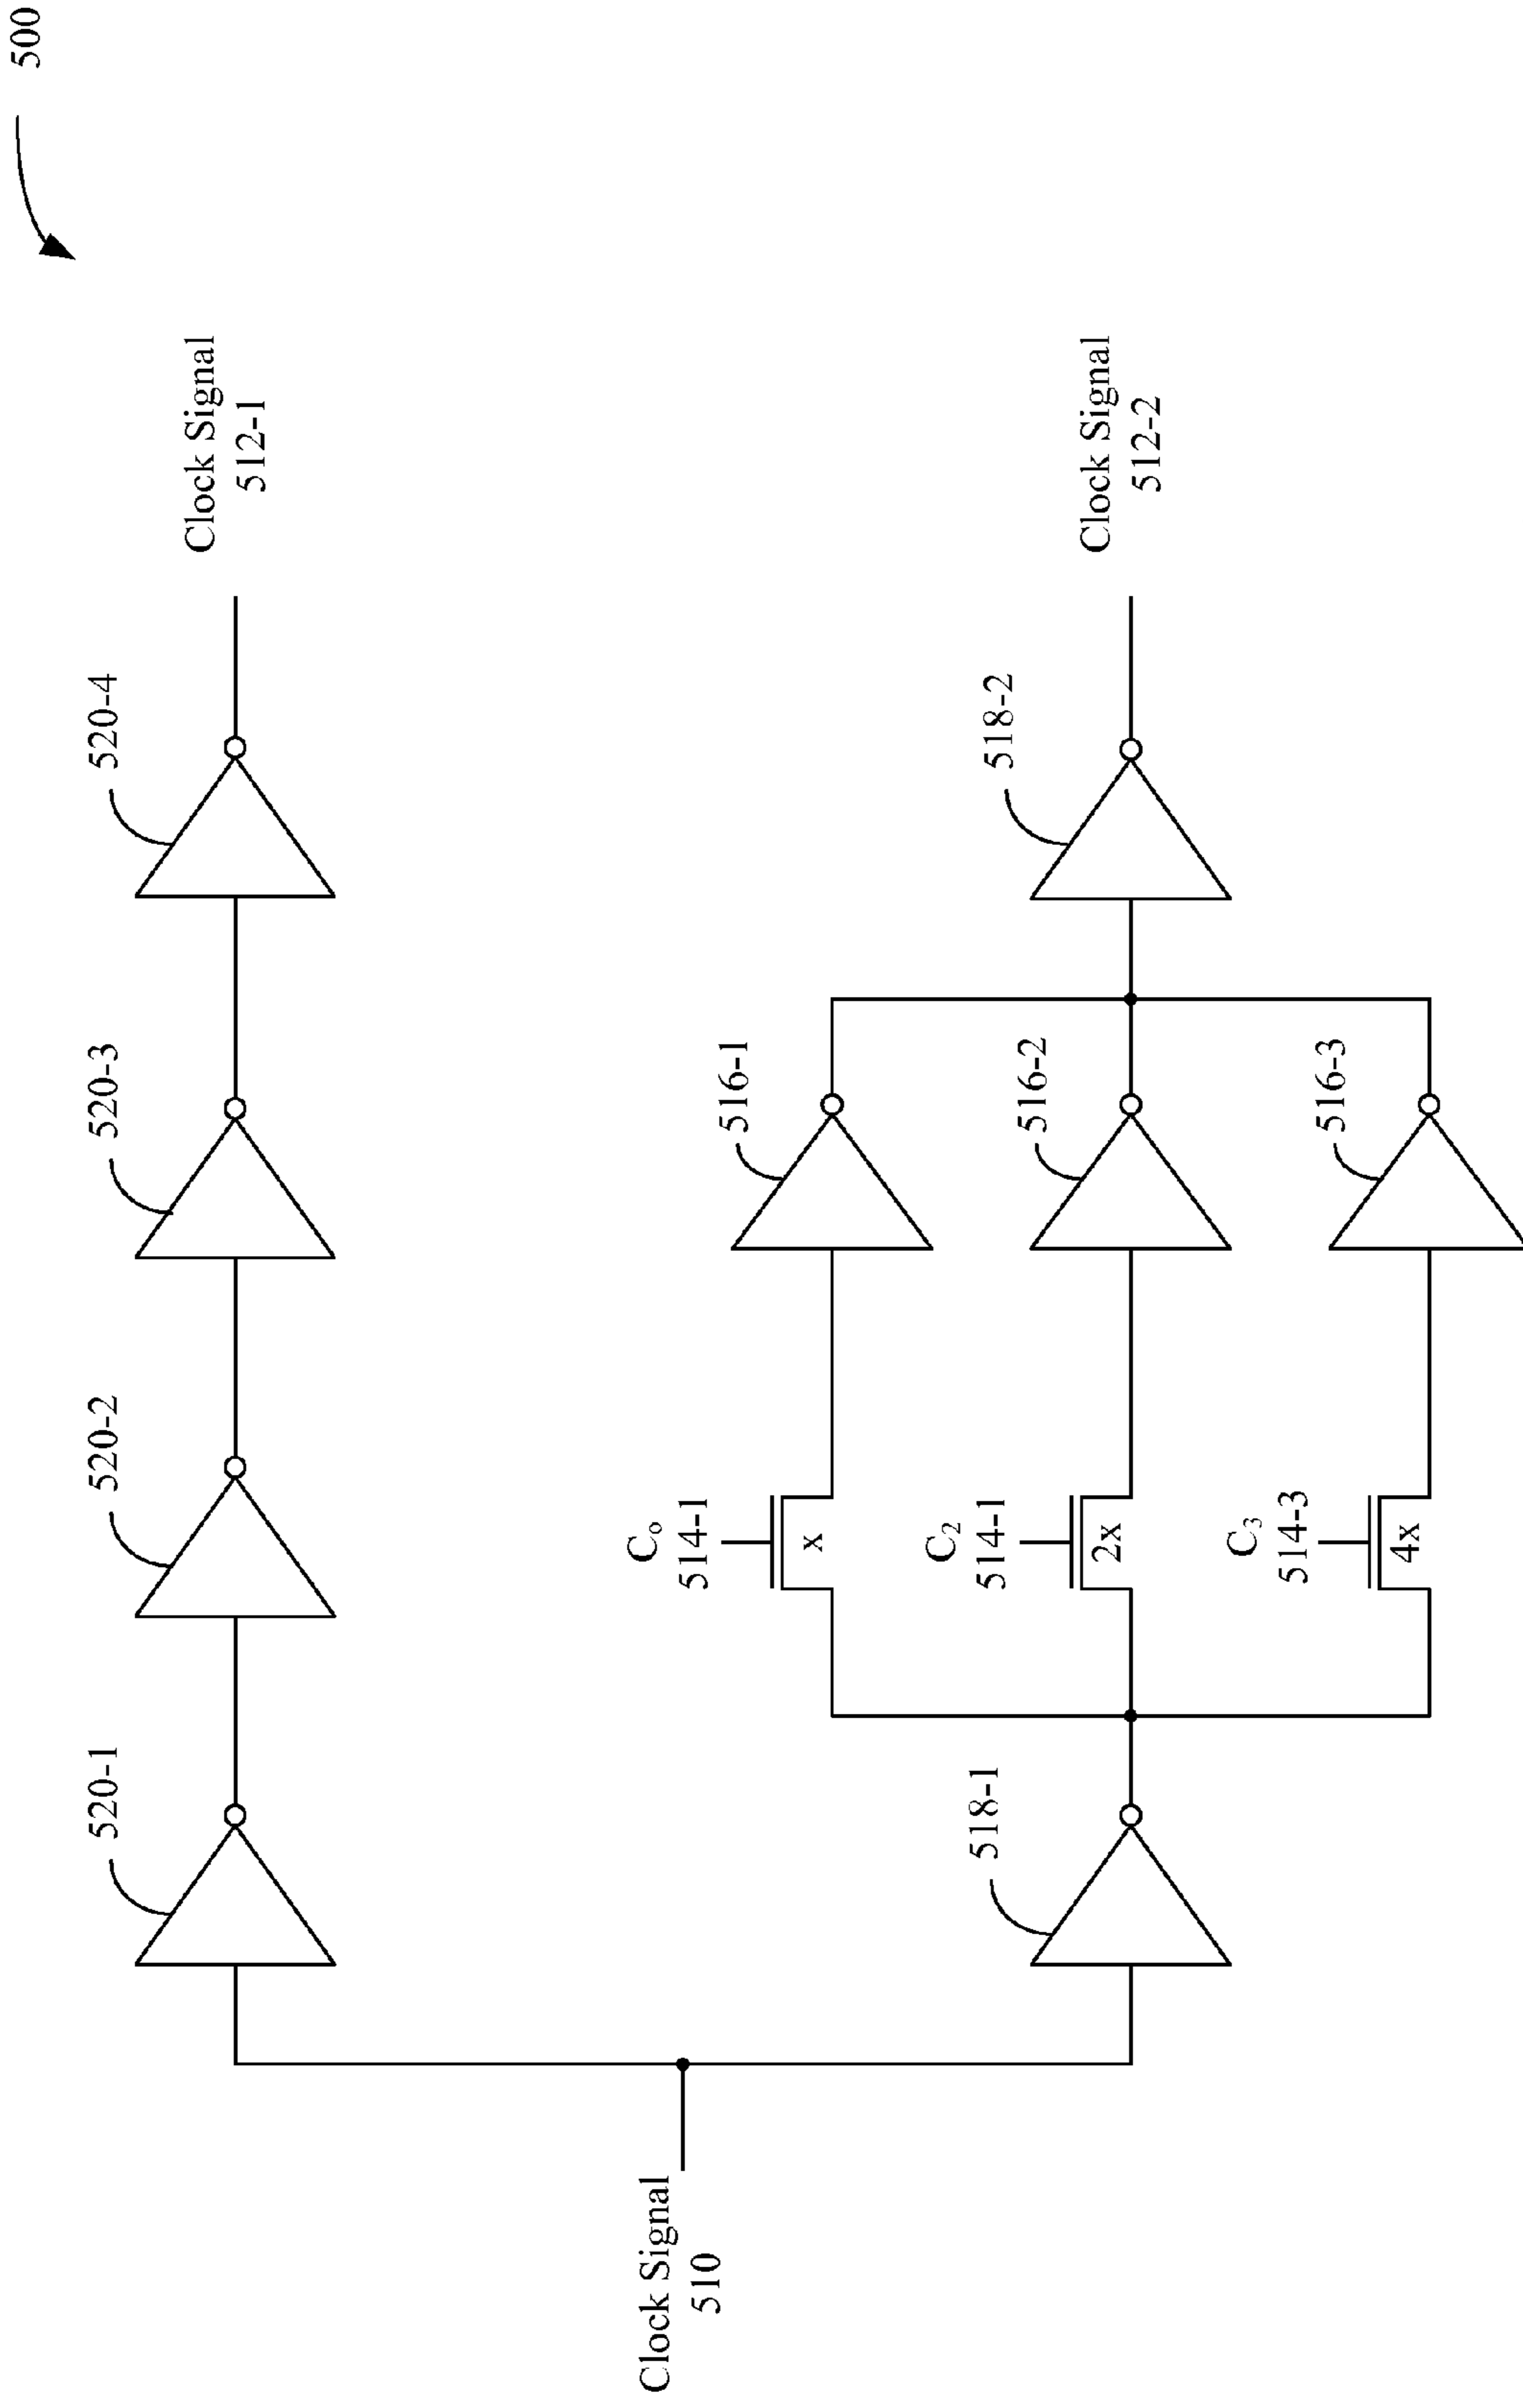 500
Clock Signal
510
520-1
520-2
520-3
520-4
Clock Signal
512-1
518-1
C0
514-1
x
516-1
C2
514-1
2x
516-2
C3
514-3
4x
516-3
518-2
Clock Signal
512-2